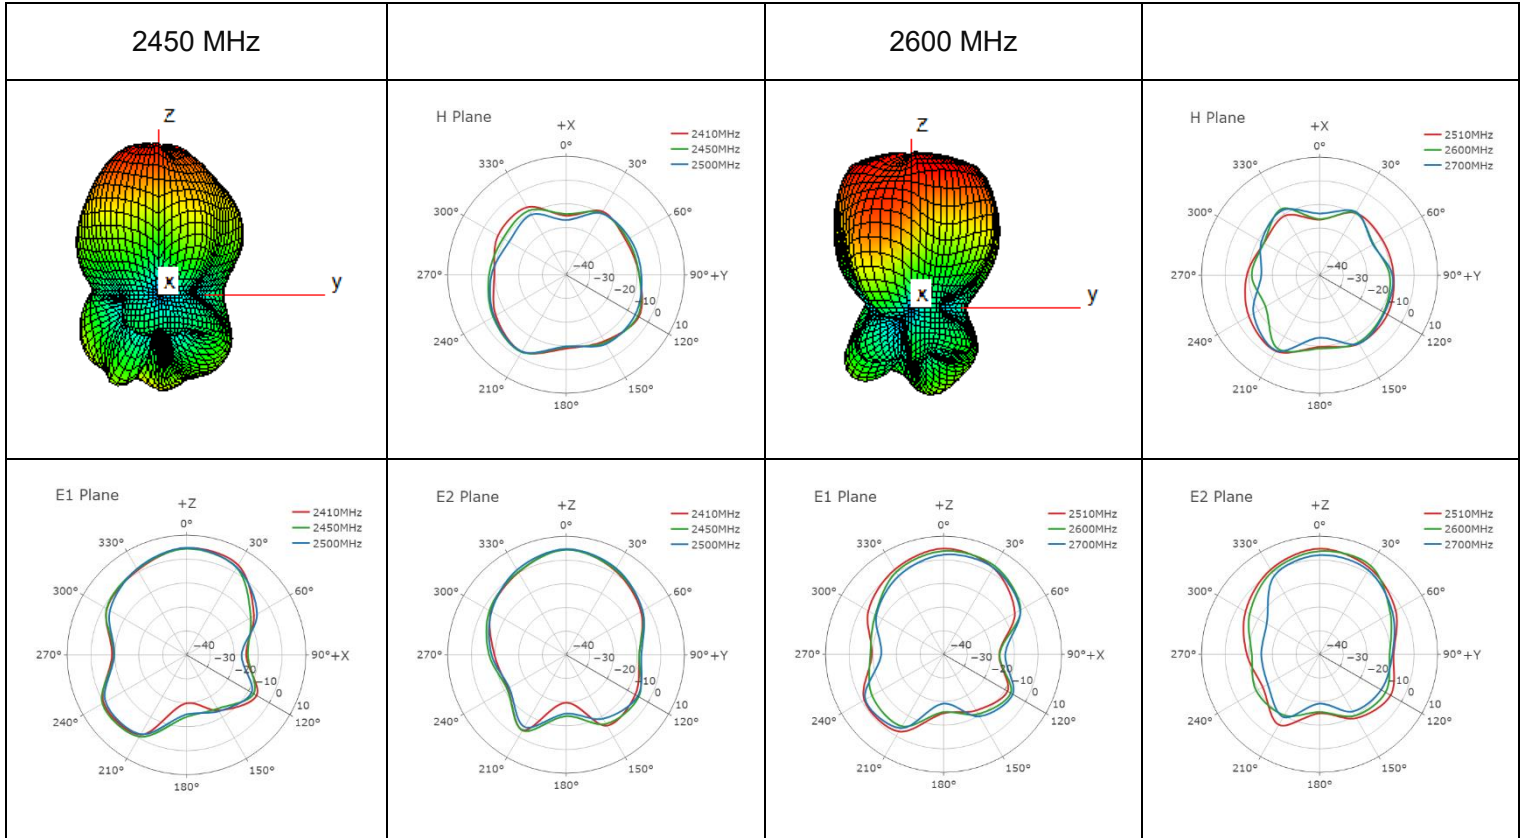 2450 MHz
2600 MHz
Z
x
y
H Plane
+X
0°
2410MHz
2450MHz
2500MHz
330°
30°
300°
60°
270°
90°+Y
240°
120°
210°
150°
180°
−40
−30
−20
−10
0
10
Z
x
y
H Plane
+X
0°
2510MHz
2600MHz
2700MHz
330°
30°
300°
60°
270°
90°+Y
240°
120°
210°
150°
180°
−40
−30
−20
−10
0
10
E1 Plane
+Z
0°
2410MHz
2450MHz
2500MHz
330°
30°
300°
60°
270°
90°+X
240°
120°
210°
150°
180°
−40
−30
−20
−10
0
10
E2 Plane
+Z
0°
2410MHz
2450MHz
2500MHz
330°
30°
300°
60°
270°
90°+Y
240°
120°
210°
150°
180°
−40
−30
−20
−10
0
10
E1 Plane
+Z
0°
2510MHz
2600MHz
2700MHz
330°
30°
300°
60°
270°
90°+X
240°
120°
210°
150°
180°
−40
−30
−20
−10
0
10
E2 Plane
+Z
0°
2510MHz
2600MHz
2700MHz
330°
30°
300°
60°
270°
90°+Y
240°
120°
210°
150°
180°
−40
−30
−20
−10
0
10